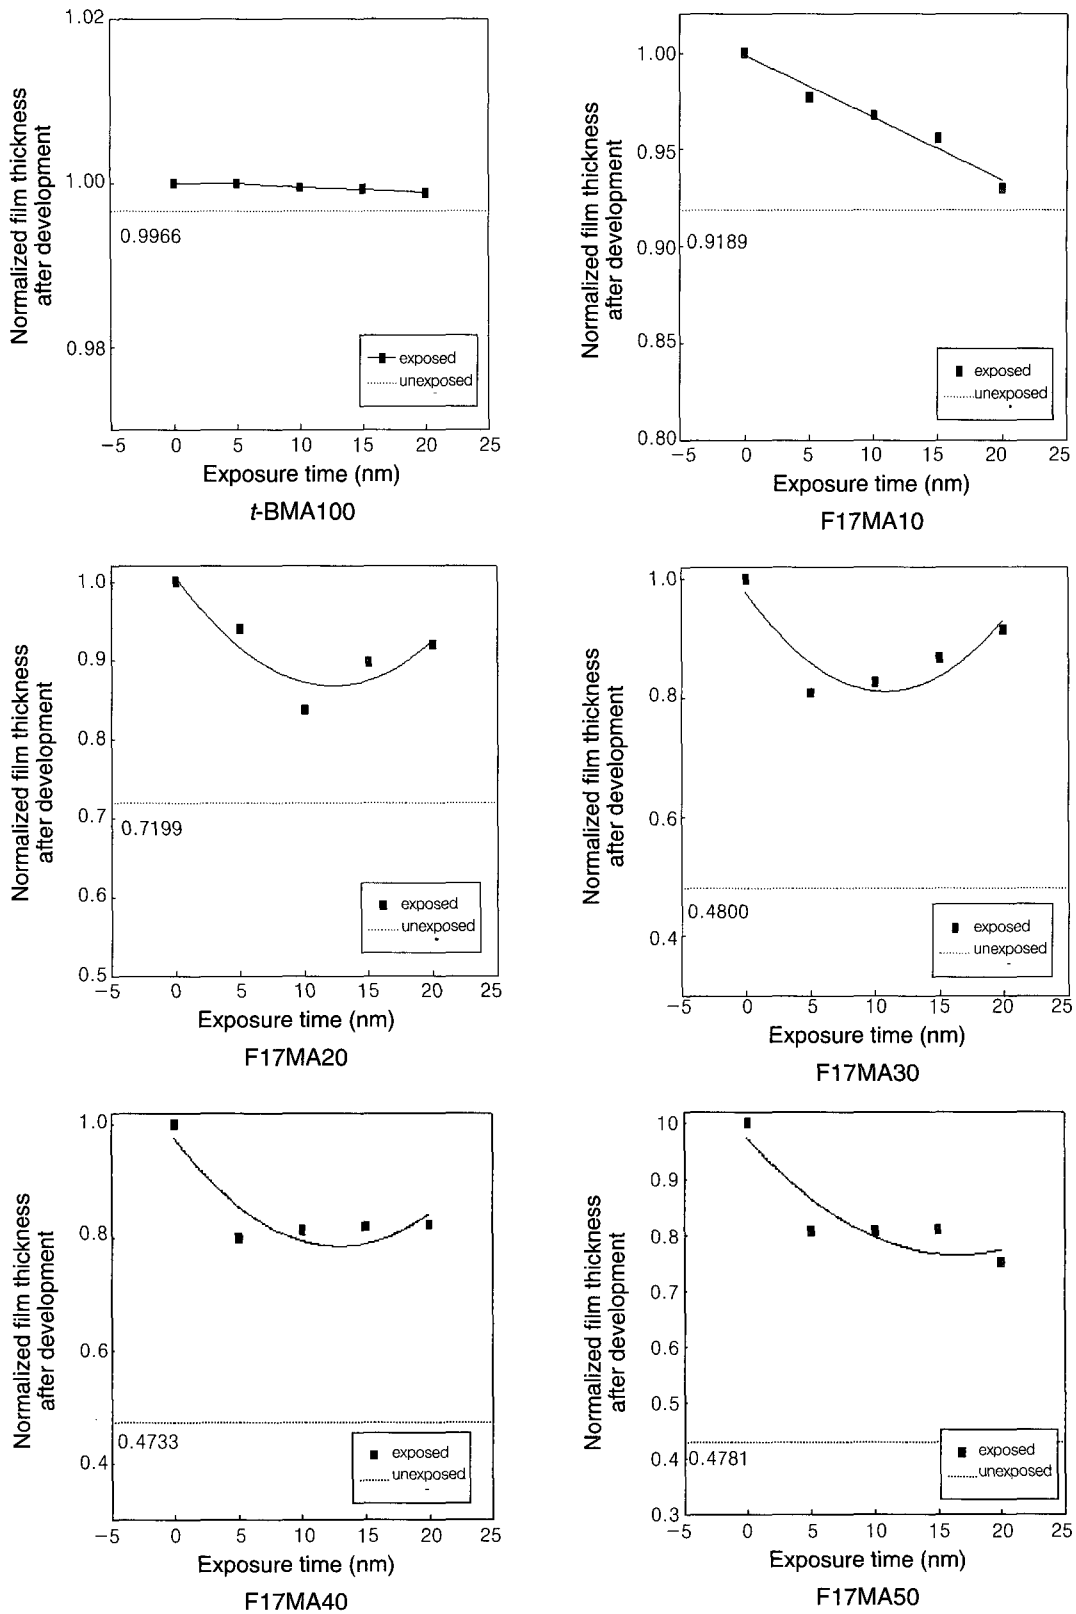 1.02
1.00
0.98
0.9966
exposed
unexposed
−5 0 5 10 15 20 25
Exposure time (nm)
Normalized film thickness
after development
t-BMA100
1.00
0.95
0.90
0.85
0.80
0.9189
exposed
unexposed
−5 0 5 10 15 20 25
Exposure time (nm)
Normalized film thickness
after development
F17MA10
1.0
0.9
0.8
0.7
0.6
0.5
0.7199
exposed
unexposed
−5 0 5 10 15 20 25
Exposure time (nm)
Normalized film thickness
after development
F17MA20
1.0
0.8
0.6
0.4
0.4800
exposed
unexposed
−5 0 5 10 15 20 25
Exposure time (nm)
Normalized film thickness
after development
F17MA30
1.0
0.8
0.6
0.4
0.4733
exposed
unexposed
−5 0 5 10 15 20 25
Exposure time (nm)
Normalized film thickness
after development
F17MA40
10
0.9
0.8
0.7
0.6
0.5
0.4
0.3
0.4781
exposed
unexposed
−5 0 5 10 15 20 25
Exposure time (nm)
Normalized film thickness
after development
F17MA50